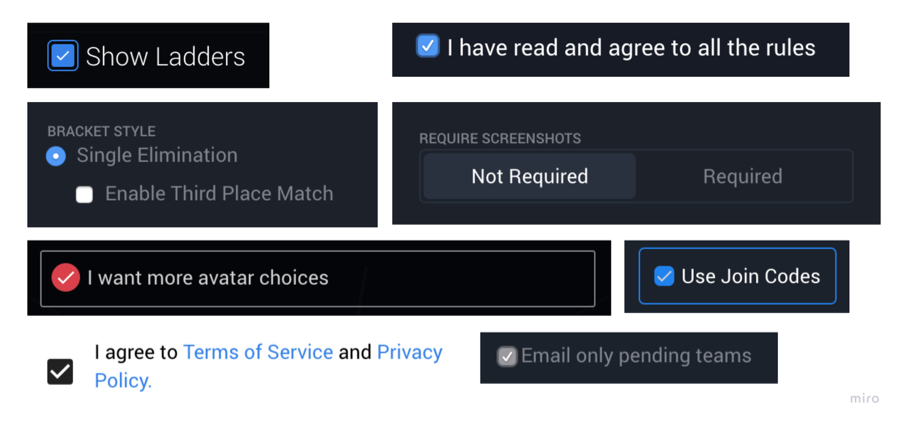 Show Ladders
I have read and agree to all the rules
BRACKET STYLE
Single Elimination
Enable Third Place Match
REQUIRE SCREENSHOTS
Not Required
Required
I want more avatar choices
Use Join Codes
I agree to Terms of Service and Privacy
Policy.
Email only pending teams
miro